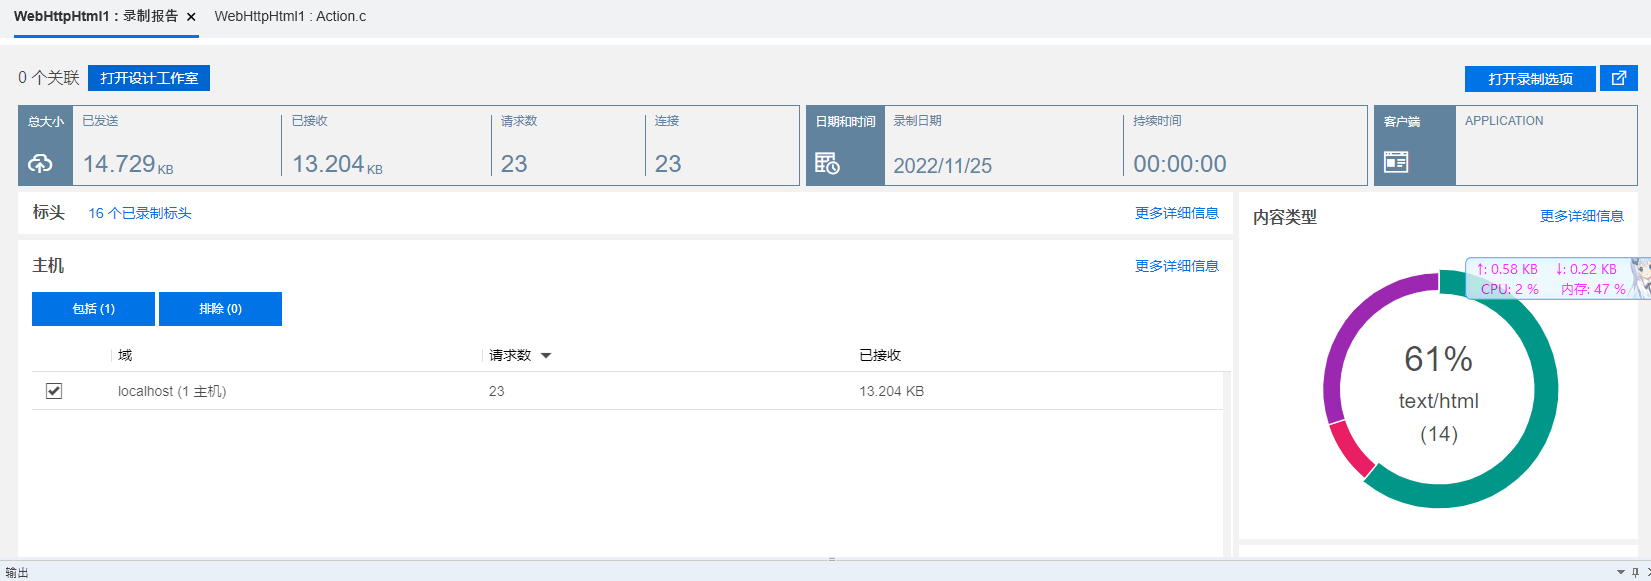 WebHttpHtml1 : 录制报告 × WebHttpHtml1 : Action.c
0 个关联 打开设计工作室 打开录制选项
总大小 已发送 已接收 请求数 连接 日期和时间 录制日期 持续时间 客户端 APPLICATION
14.729 KB 13.204 KB 23 23 2022/11/25 00:00:00
标头 16 个已录制标头 更多详细信息
内容类型 更多详细信息
主机 更多详细信息
↑: 0.58 KB ↓: 0.22 KB
CPU: 2 % 内存: 47 %
包括 (1) 排除 (0)
域 请求数 已接收
localhost (1 主机) 23 13.204 KB
61%
text/html
(14)
输出